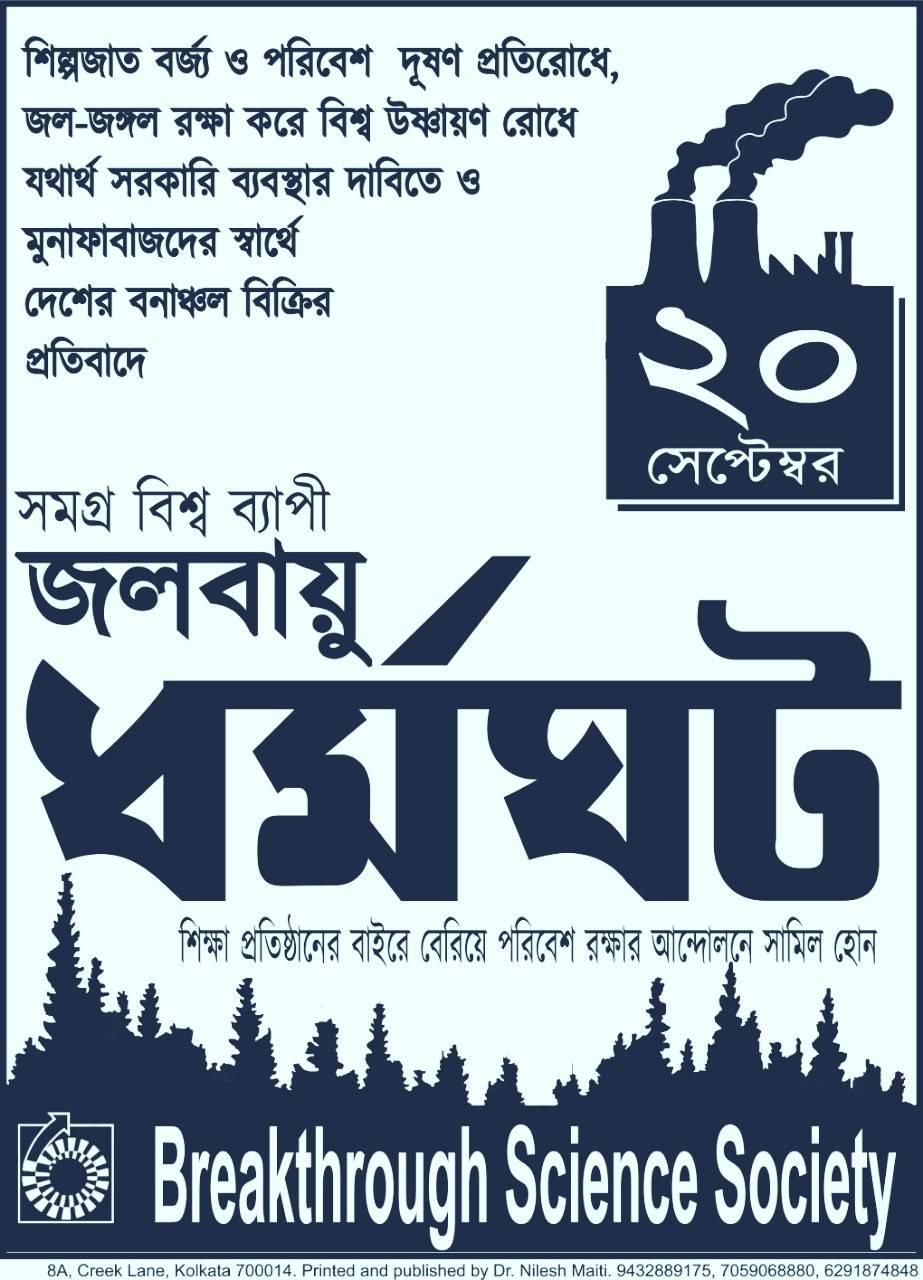 শিল্পজাত বর্জ্য ও পরিবেশ দূষণ প্রতিরোধে,
জল-জঙ্গল রক্ষা করে বিশ্ব উষ্ণায়ণ রোধে
যথার্থ সরকারি ব্যবস্থার দাবিতে ও
মুনাফাবাজদের স্বার্থে
দেশের বনাঞ্চল বিক্রির
প্রতিবাদে
২০
সেপ্টেম্বর
সমগ্র বিশ্ব ব্যাপী
জলবায়ু
ধর্মঘট
শিক্ষা প্রতিষ্ঠানের বাইরে বেরিয়ে পরিবেশ রক্ষার আন্দোলনে সামিল হোন
Breakthrough Science Society
8A, Creek Lane, Kolkata 700014. Printed and published by Dr. Nilesh Maiti. 9432889175, 7059068880, 6291874848